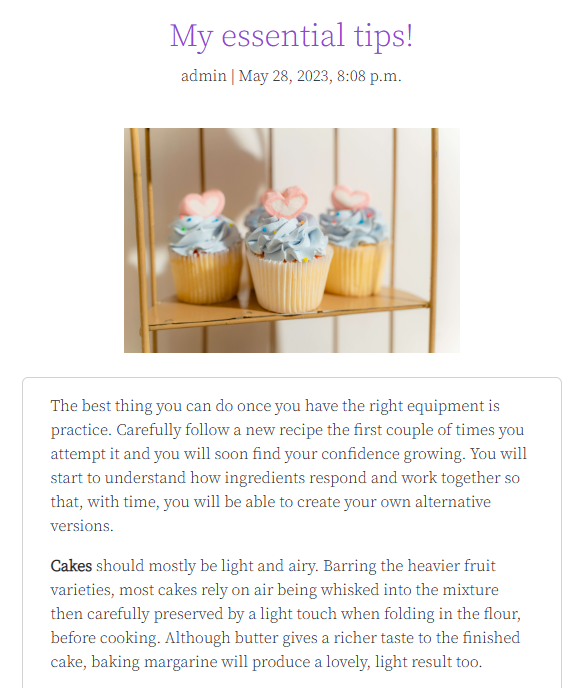 My essential tips!
admin | May 28, 2023, 8:08 p.m.
The best thing you can do once you have the right equipment is
practice. Carefully follow a new recipe the first couple of times you
attempt it and you will soon find your confidence growing. You will
start to understand how ingredients respond and work together so
that, with time, you will be able to create your own alternative
versions.
Cakes should mostly be light and airy. Barring the heavier fruit
varieties, most cakes rely on air being whisked into the mixture
then carefully preserved by a light touch when folding in the flour,
before cooking. Although butter gives a richer taste to the finished
cake, baking margarine will produce a lovely, light result too.